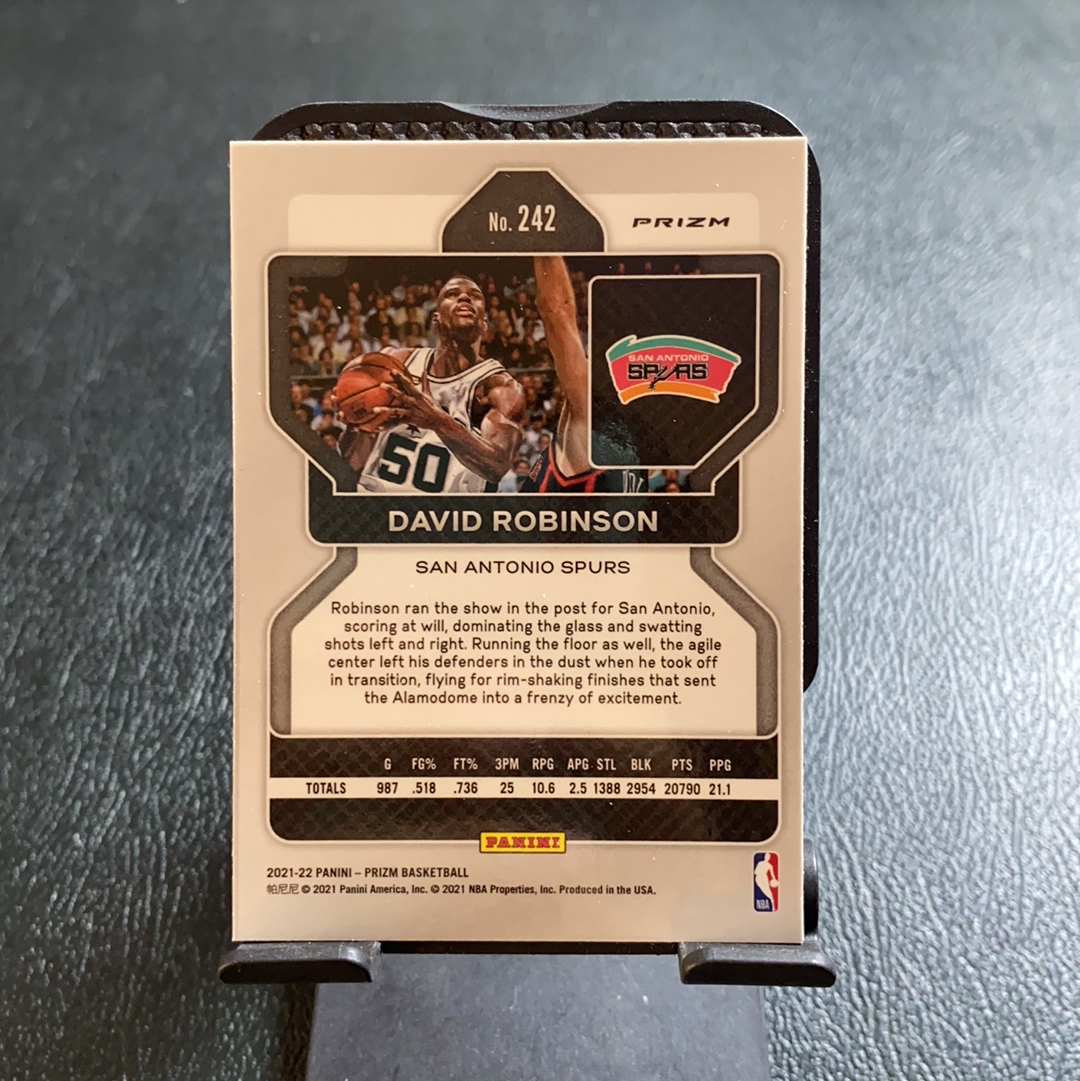 No. 242
PRIZM
SAN ANTONIO
SPURS
50
DAVID ROBINSON
SAN ANTONIO SPURS
Robinson ran the show in the post for San Antonio,
scoring at will, dominating the glass and swatting
shots left and right. Running the floor as well, the agile
center left his defenders in the dust when he took off
in transition, flying for rim-shaking finishes that sent
the Alamodome into a frenzy of excitement.
G FG% FT% 3PM RPG APG STL BLK PTS PPG
TOTALS 987 .518 .736 25 10.6 2.5 1388 2954 20790 21.1
PANINI
2021-22 PANINI – PRIZM BASKETBALL
帕尼尼 © 2021 Panini America, Inc. © 2021 NBA Properties, Inc. Produced in the USA.
NBA